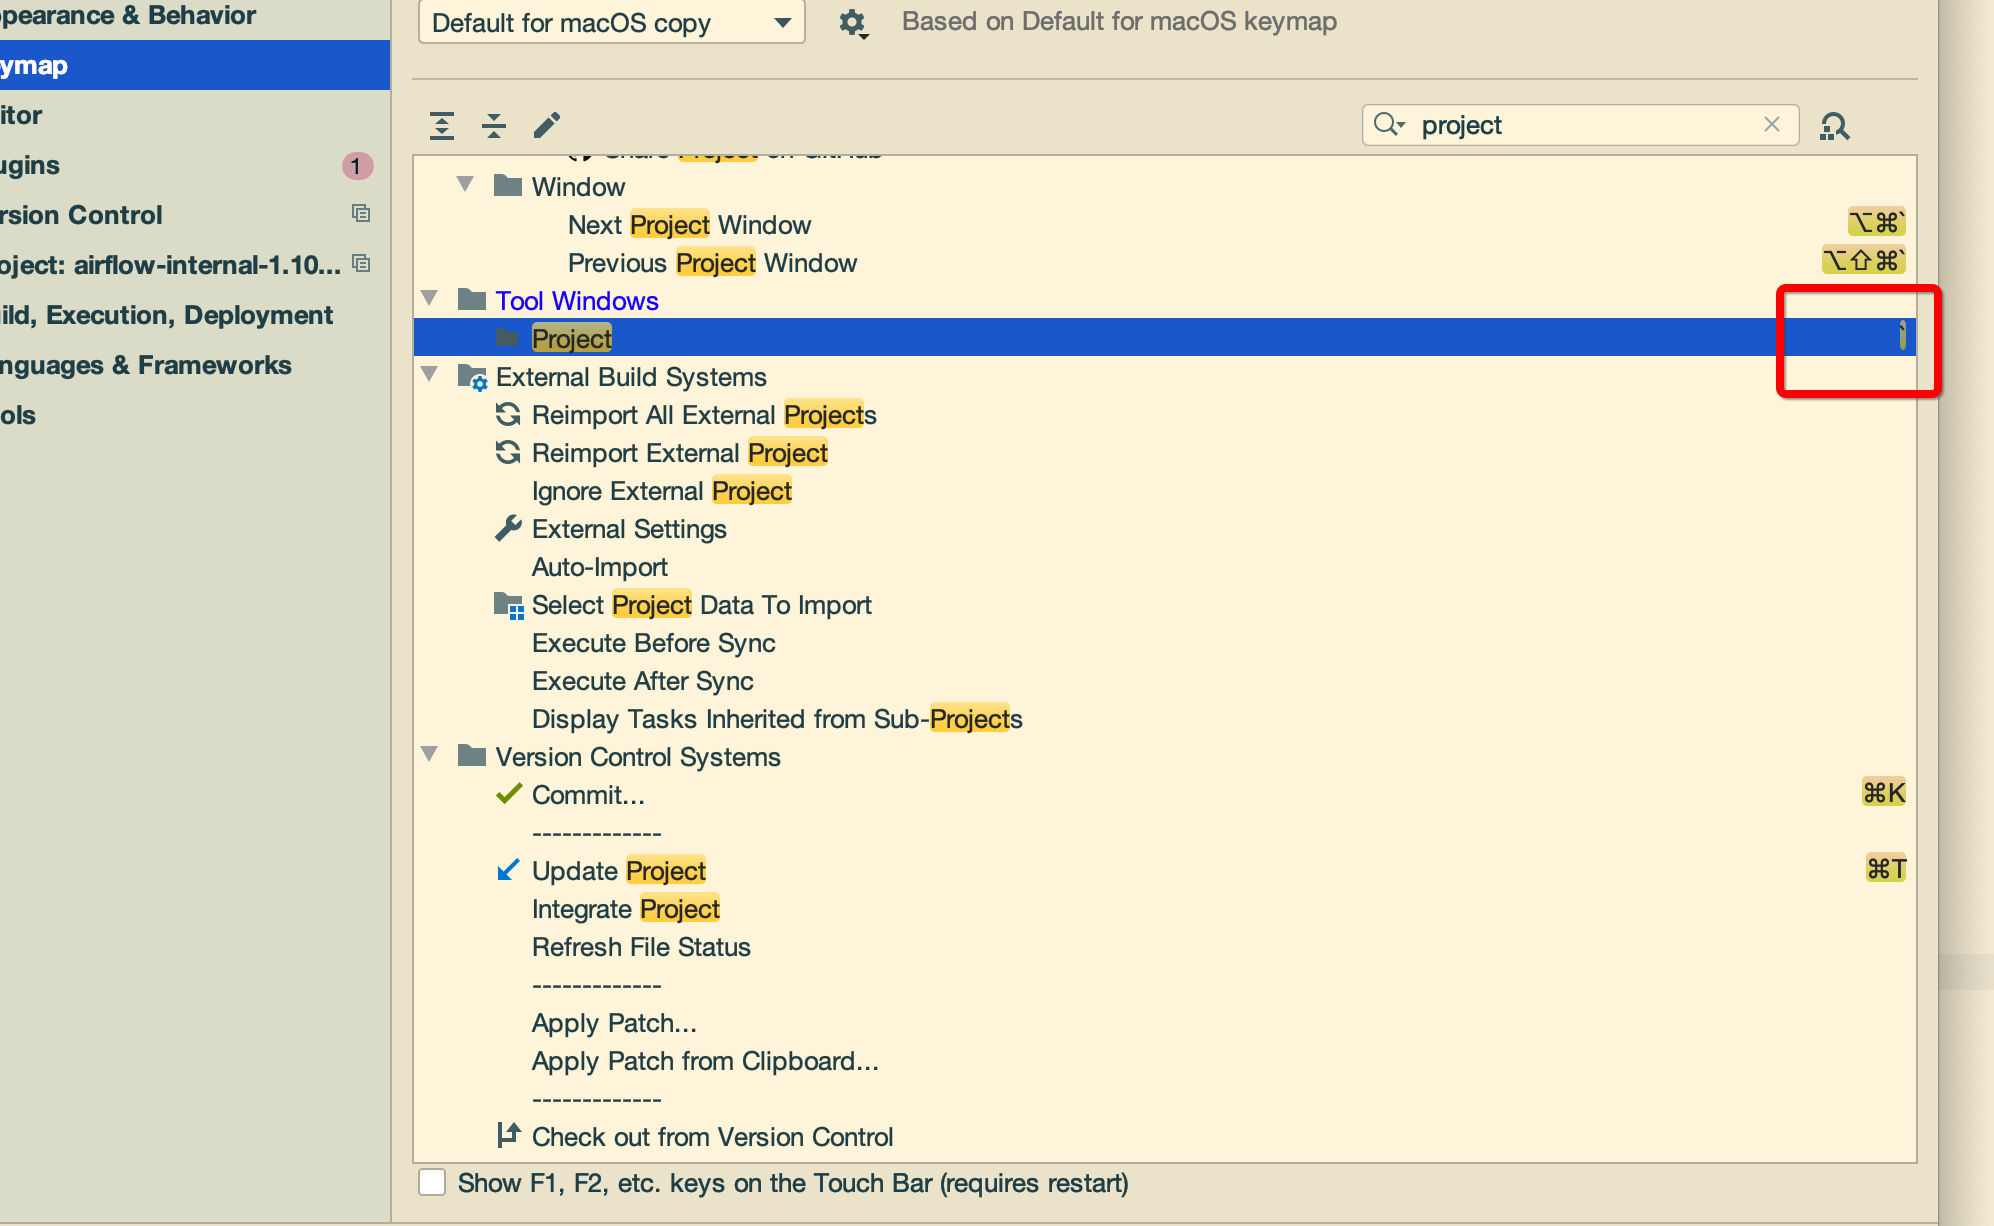 ppearance & Behavior
ymap
itor
ugins 1
rsion Control
oject: airflow-internal-1.10...
ild, Execution, Deployment
nguages & Frameworks
ols
Default for macOS copy
Based on Default for macOS keymap
project
Share Project on GitHub
Window
Next Project Window ⌥⌘`
Previous Project Window ⌥⇧⌘`
Tool Windows
Project `
External Build Systems
Reimport All External Projects
Reimport External Project
Ignore External Project
External Settings
Auto-Import
Select Project Data To Import
Execute Before Sync
Execute After Sync
Display Tasks Inherited from Sub-Projects
Version Control Systems
Commit... ⌘K
-------------
Update Project ⌘T
Integrate Project
Refresh File Status
-------------
Apply Patch...
Apply Patch from Clipboard...
-------------
Check out from Version Control
Show F1, F2, etc. keys on the Touch Bar (requires restart)